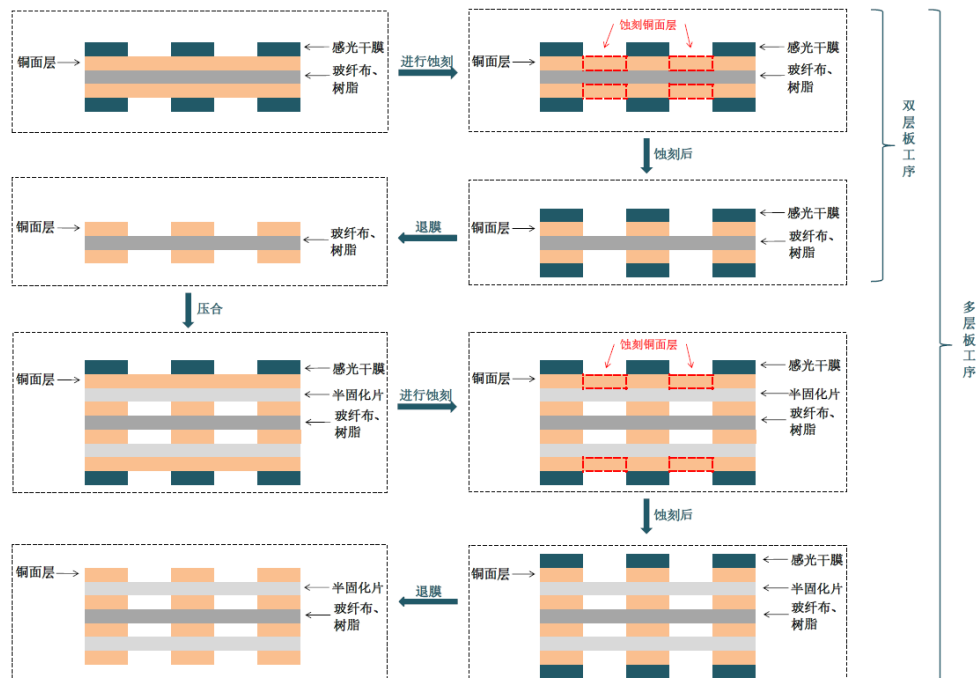 铜面层
感光干膜
玻纤布、
树脂
进行蚀刻
蚀刻铜面层
铜面层
感光干膜
玻纤布、
树脂
双层板工序
蚀刻后
铜面层
玻纤布、
树脂
退膜
铜面层
感光干膜
玻纤布、
树脂
压合
多层板工序
铜面层
感光干膜
半固化片
玻纤布、
树脂
进行蚀刻
蚀刻铜面层
铜面层
感光干膜
半固化片
玻纤布、
树脂
蚀刻后
铜面层
半固化片
玻纤布、
树脂
退膜
铜面层
感光干膜
半固化片
玻纤布、
树脂